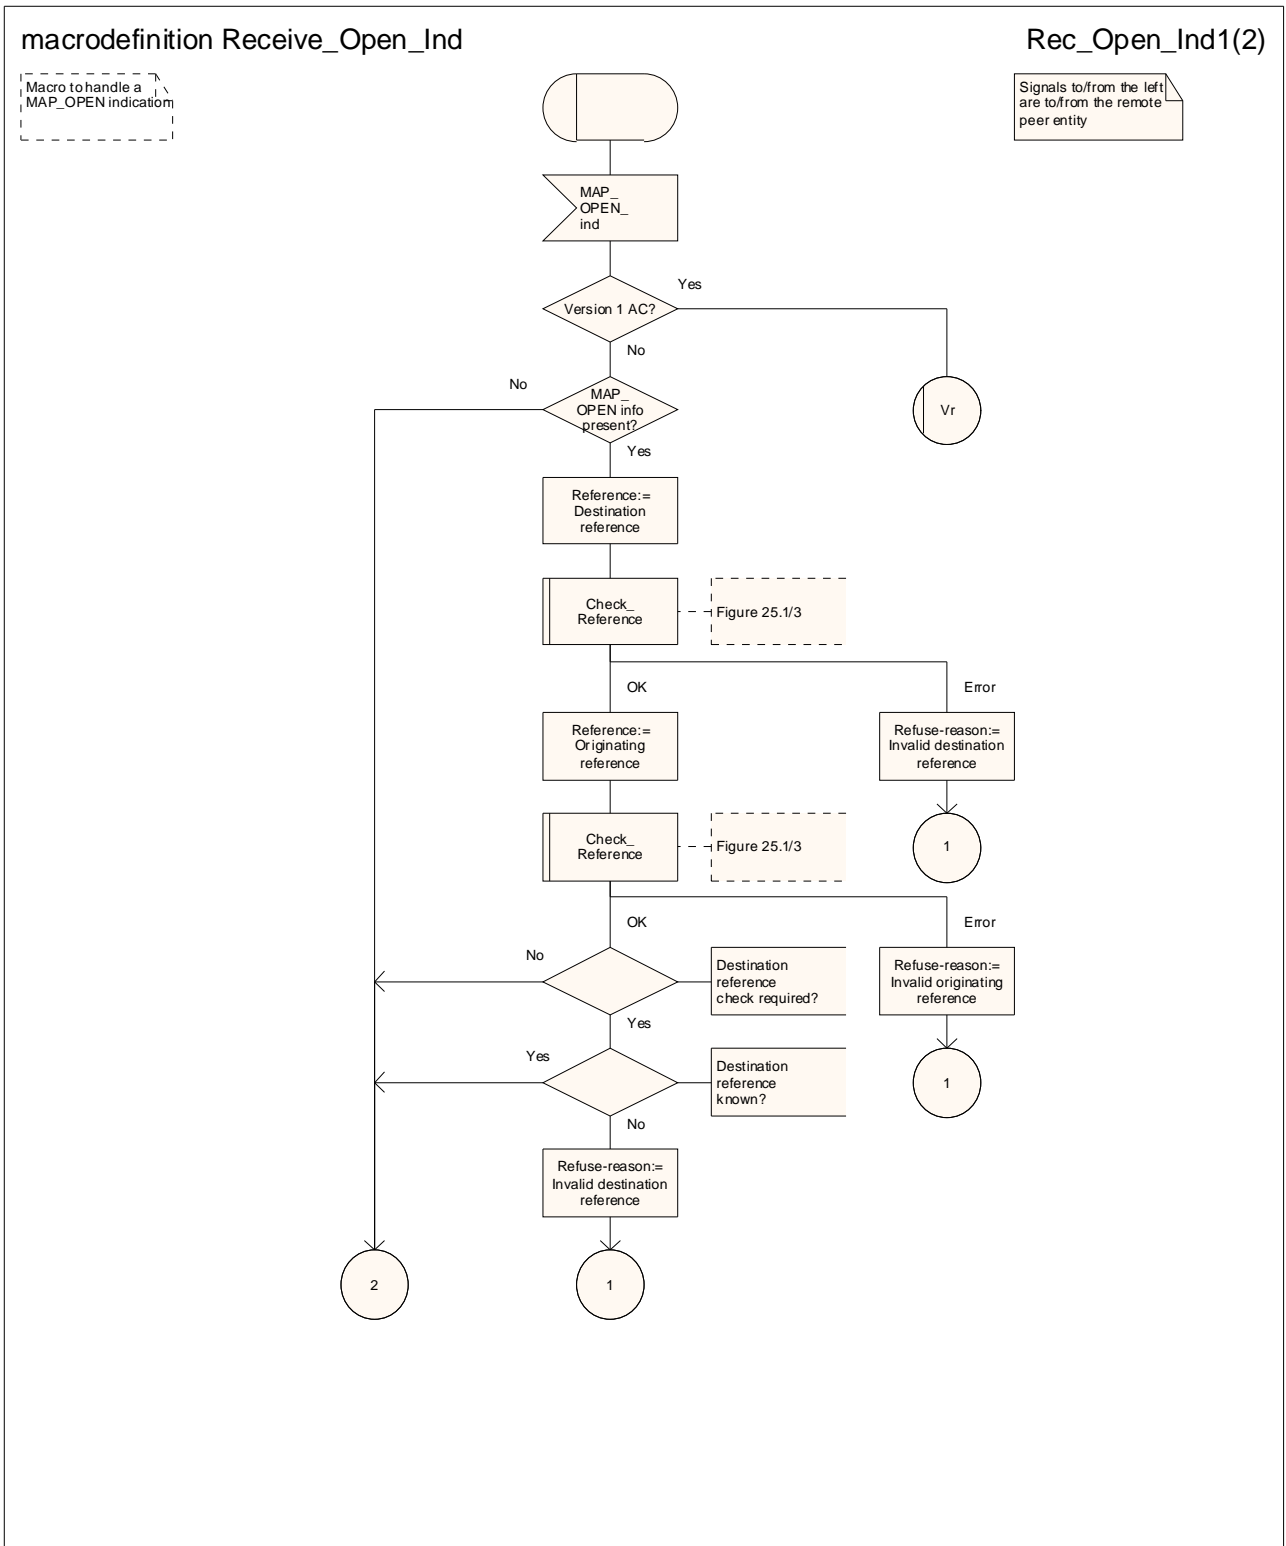 macrodefinition Receive_Open_Ind
Rec_Open_Ind1(2)
Macro to handle a
MAP_OPEN indication
Signals to/from the left
are to/from the remote
peer entity
MAP_
OPEN_
ind
Yes
Version 1 AC?
No
No
MAP_
OPEN info
present?
Vr
Yes
Reference:=
Destination
reference
Check_
Reference
Figure 25.1/3
OK
Error
Reference:=
Originating
reference
Refuse-reason:=
Invalid destination
reference
Check_
Reference
Figure 25.1/3
1
OK
Error
No
Destination
reference
check required?
Refuse-reason:=
Invalid originating
reference
Yes
Yes
Destination
reference
known?
1
No
Refuse-reason:=
Invalid destination
reference
2
1